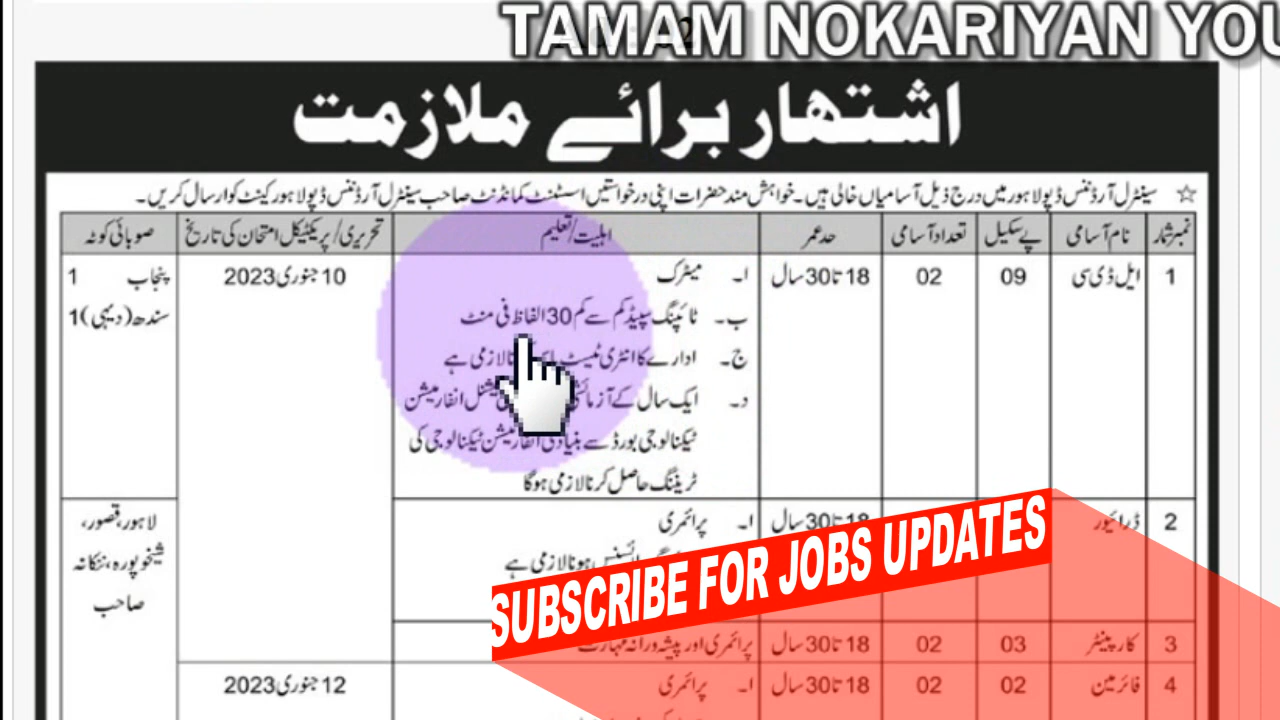 TAMAM NOKARIYAN YOU
اشتہار برائے ملازمت
☆ سینٹرل آرڈننس ڈپو لاہور میں درج ذیل آسامیاں خالی ہیں۔ خواہش مند حضرات اپنی درخواستیں اسسٹنٹ کمانڈنٹ صاحب سینٹرل آرڈننس ڈپو لاہور کینٹ کو ارسال کریں۔
نمبر شمار نام آسامی پے سکیل تعداد آسامی حد عمر اہلیت/تعلیم تحریری/پریکٹیکل امتحان کی تاریخ صوبائی کوٹہ
1 ایل ڈی سی 09 02 18 تا 30 سال ا۔ میٹرک 10 جنوری 2023 پنجاب 1
ب۔ ٹائپنگ سپیڈ کم سے کم 30 الفاظ فی منٹ سندھ (دیہی) 1
ج۔ ادارے کا انٹری ٹیسٹ لازمی ہے
د۔ ایک سال کے آزمائشی انفارمیشن
ٹیکنالوجی بورڈ سے بنیادی انفارمیشن ٹیکنالوجی کی
ٹریننگ حاصل کرنا لازمی ہوگا
2 ڈرائیور 18 تا 30 سال ا۔ پرائمری لاہور، قصور،
ہونا لازمی ہے شیخوپورہ، ننکانہ
صاحب
SUBSCRIBE FOR JOBS UPDATES
3 کارپینٹر 03 02 18 تا 30 سال پرائمری اور پیشہ ورانہ مہارت
4 فائرمین 02 02 18 تا 30 سال ا۔ پرائمری 12 جنوری 2023